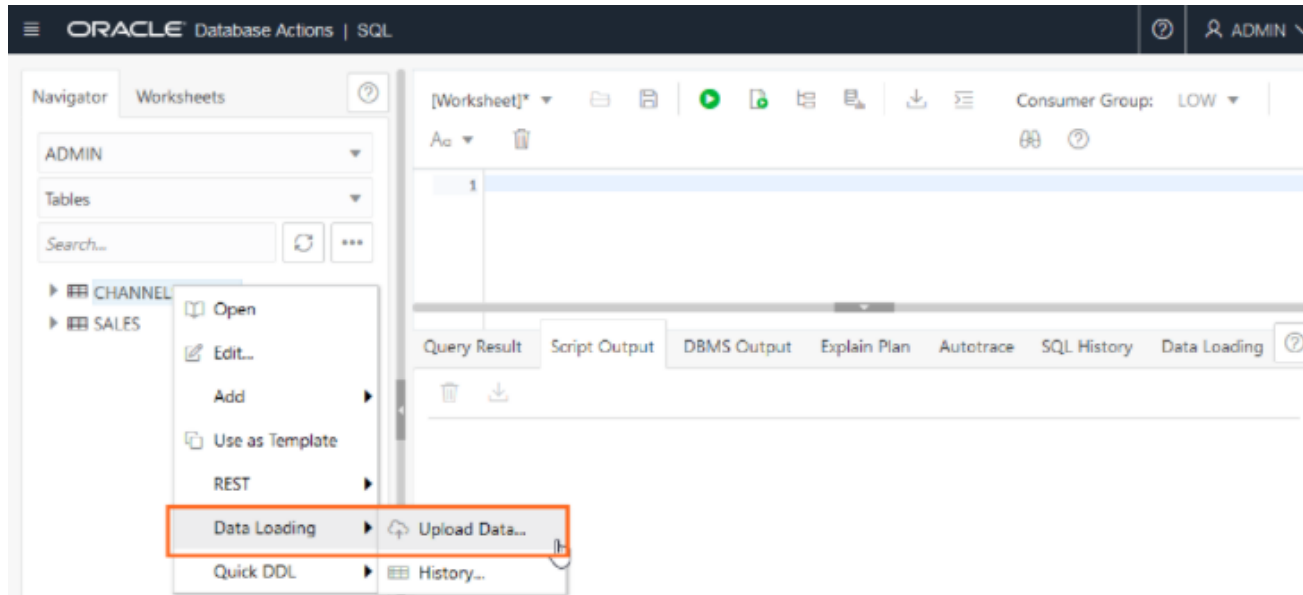 ORACLE Database Actions | SQL
ADMIN
Navigator Worksheets
[Worksheet]* Consumer Group: LOW
Aa
ADMIN
Tables
Search...
1
CHANNEL
SALES
Open
Edit...
Add
Use as Template
REST
Data Loading
Quick DDL
Upload Data...
History...
Query Result Script Output DBMS Output Explain Plan Autotrace SQL History Data Loading